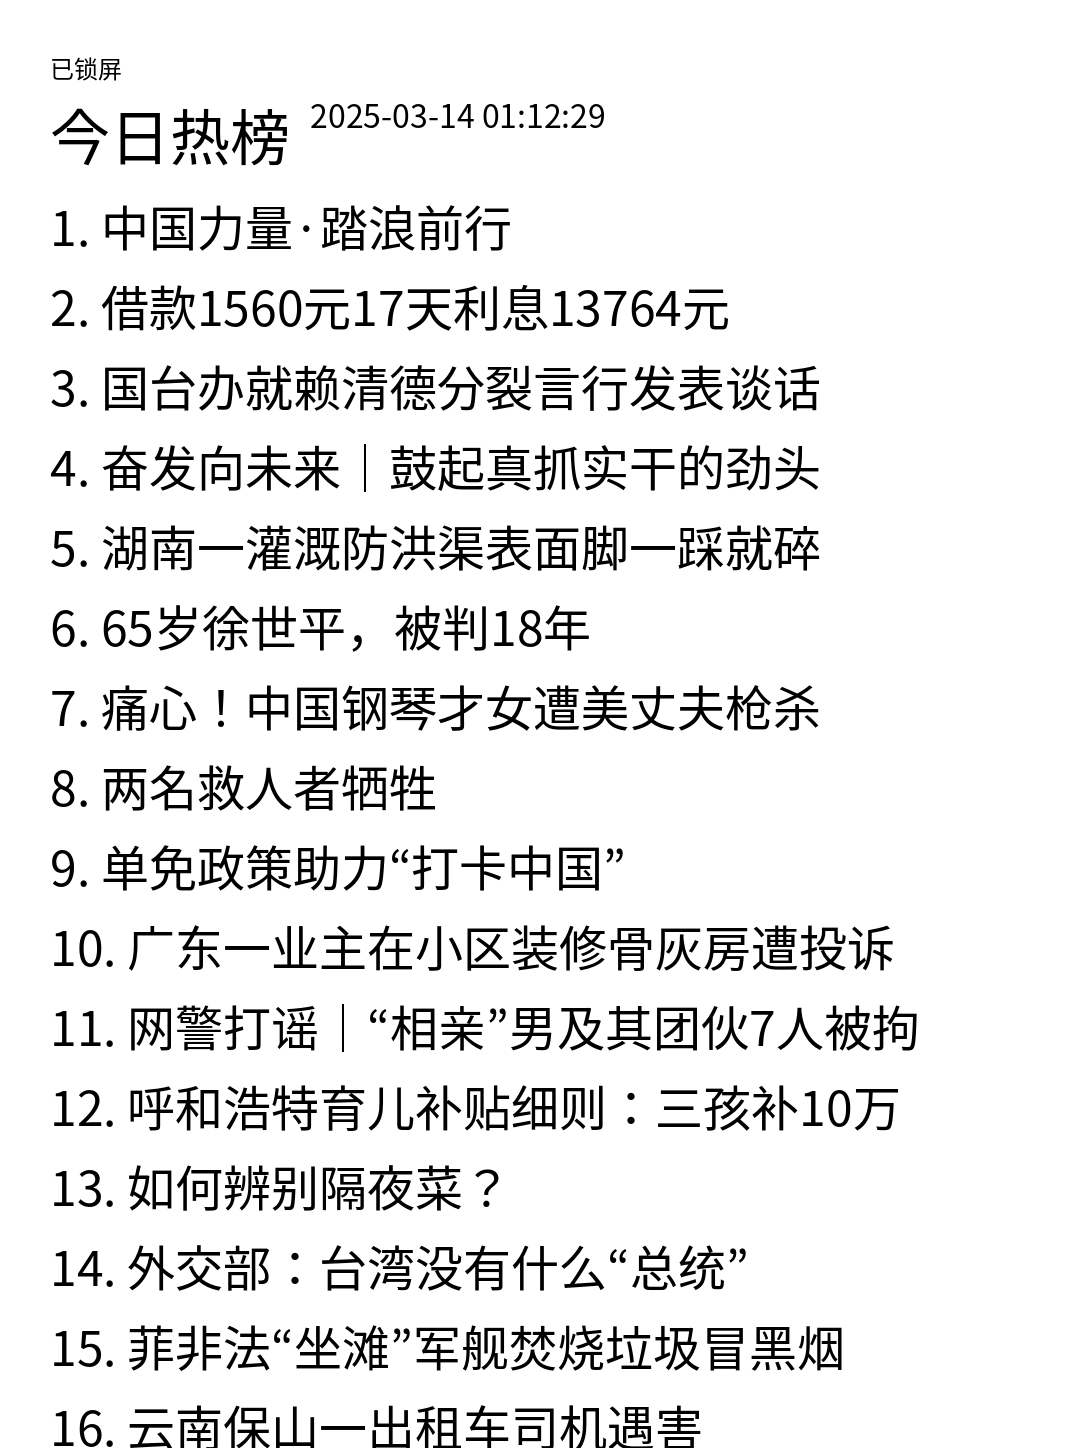 已锁屏
今日热榜 2025-03-14 01:12:29
1. 中国力量·踏浪前行
2. 借款1560元17天利息13764元
3. 国台办就赖清德分裂言行发表谈话
4. 奋发向未来｜鼓起真抓实干的劲头
5. 湖南一灌溉防洪渠表面脚一踩就碎
6. 65岁徐世平，被判18年
7. 痛心！中国钢琴才女遭美丈夫枪杀
8. 两名救人者牺牲
9. 单免政策助力“打卡中国”
10. 广东一业主在小区装修骨灰房遭投诉
11. 网警打谣｜“相亲”男及其团伙7人被拘
12. 呼和浩特育儿补贴细则：三孩补10万
13. 如何辨别隔夜菜？
14. 外交部：台湾没有什么“总统”
15. 菲非法“坐滩”军舰焚烧垃圾冒黑烟
16. 云南保山一出租车司机遇害